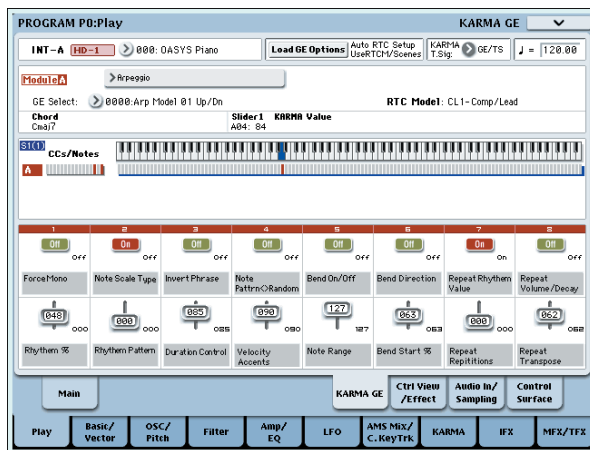 PROGRAM P0:Play KARMA GE
INT-A HD-1 000: OASYS Piano Load GE Options Auto RTC Setup UseRTCM/Scenes KARMA T.Sig: GE/TS ♩ = 120.00
Module A Arpeggio
GE Select: 0000:Arp Model 01 Up/Dn RTC Model: CL1-Comp/Lead
Chord Slider1 KARMA Value
Cmaj7 A04: 84
S1(1) CCs/Notes
A
1 2 3 4 5 6 7 8
Off On Off Off Off Off On Off
Off Off Off Off Off Off On Off
ForceMono Note Scale Type Invert Phrase Note Pattrn<>Random Bend On/Off Bend Direction Repeat Rhythem Value Repeat Volume/Decay
048 000 085 090 127 063 000 062
000 000 085 090 127 063 000 062
Rhythem % Rhythem Pattern Duration Control Velocity Accents Note Range Bend Start % Repeat Repititions Repeat Transpose
Main KARMA GE Ctrl View /Effect Audio In/ Sampling Control Surface
Play Basic/ Vector OSC/ Pitch Filter Amp/ EQ LFO AMS Mix/ C.KeyTrk KARMA IFX MFX/TFX